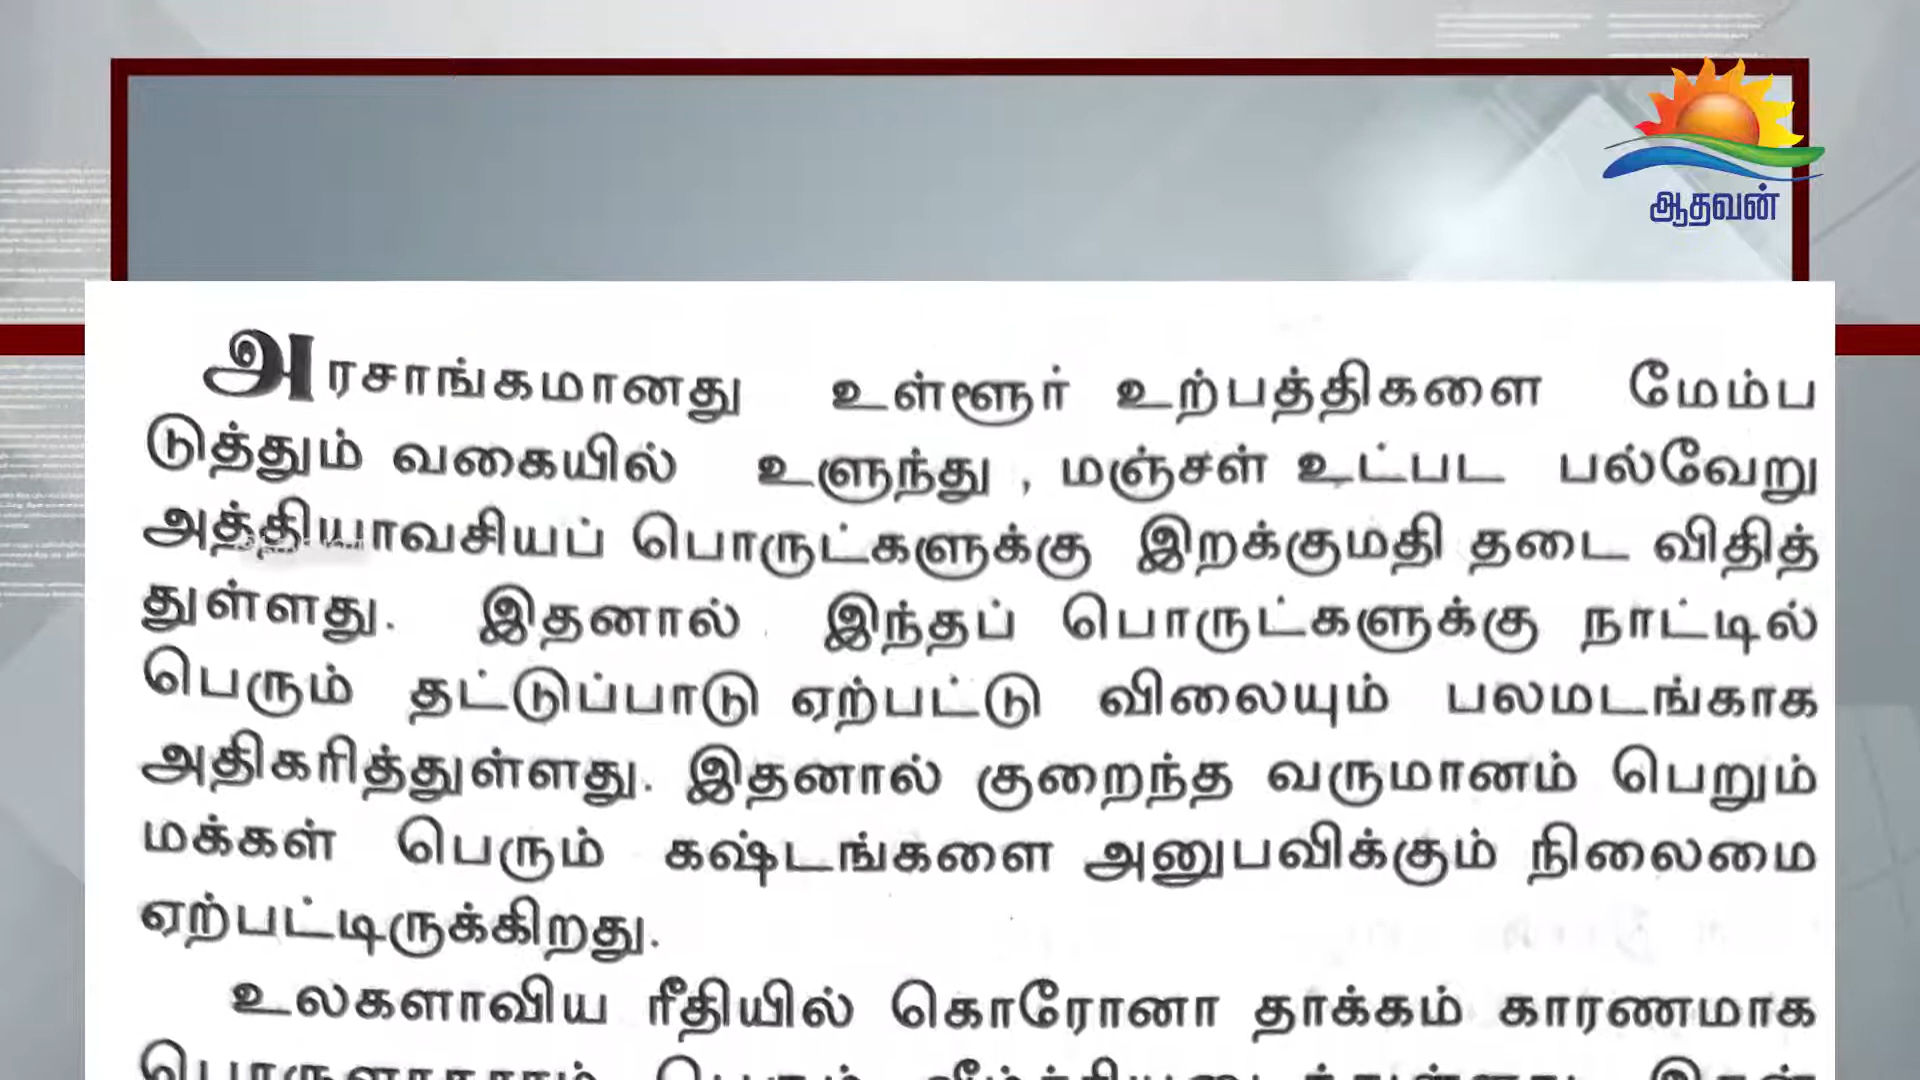 ஆதவன்
அரசாங்கமானது உள்ளூர் உற்பத்திகளை மேம்ப
டுத்தும் வகையில் உளுந்து , மஞ்சள் உட்பட பல்வேறு
அத்தியாவசியப் பொருட்களுக்கு இறக்குமதி தடை விதித்
துள்ளது. இதனால் இந்தப் பொருட்களுக்கு நாட்டில்
பெரும் தட்டுப்பாடு ஏற்பட்டு விலையும் பலமடங்காக
அதிகரித்துள்ளது. இதனால் குறைந்த வருமானம் பெறும்
மக்கள் பெரும் கஷ்டங்களை அனுபவிக்கும் நிலைமை
ஏற்பட்டிருக்கிறது.
உலகளாவிய ரீதியில் கொரோனா தாக்கம் காரணமாக